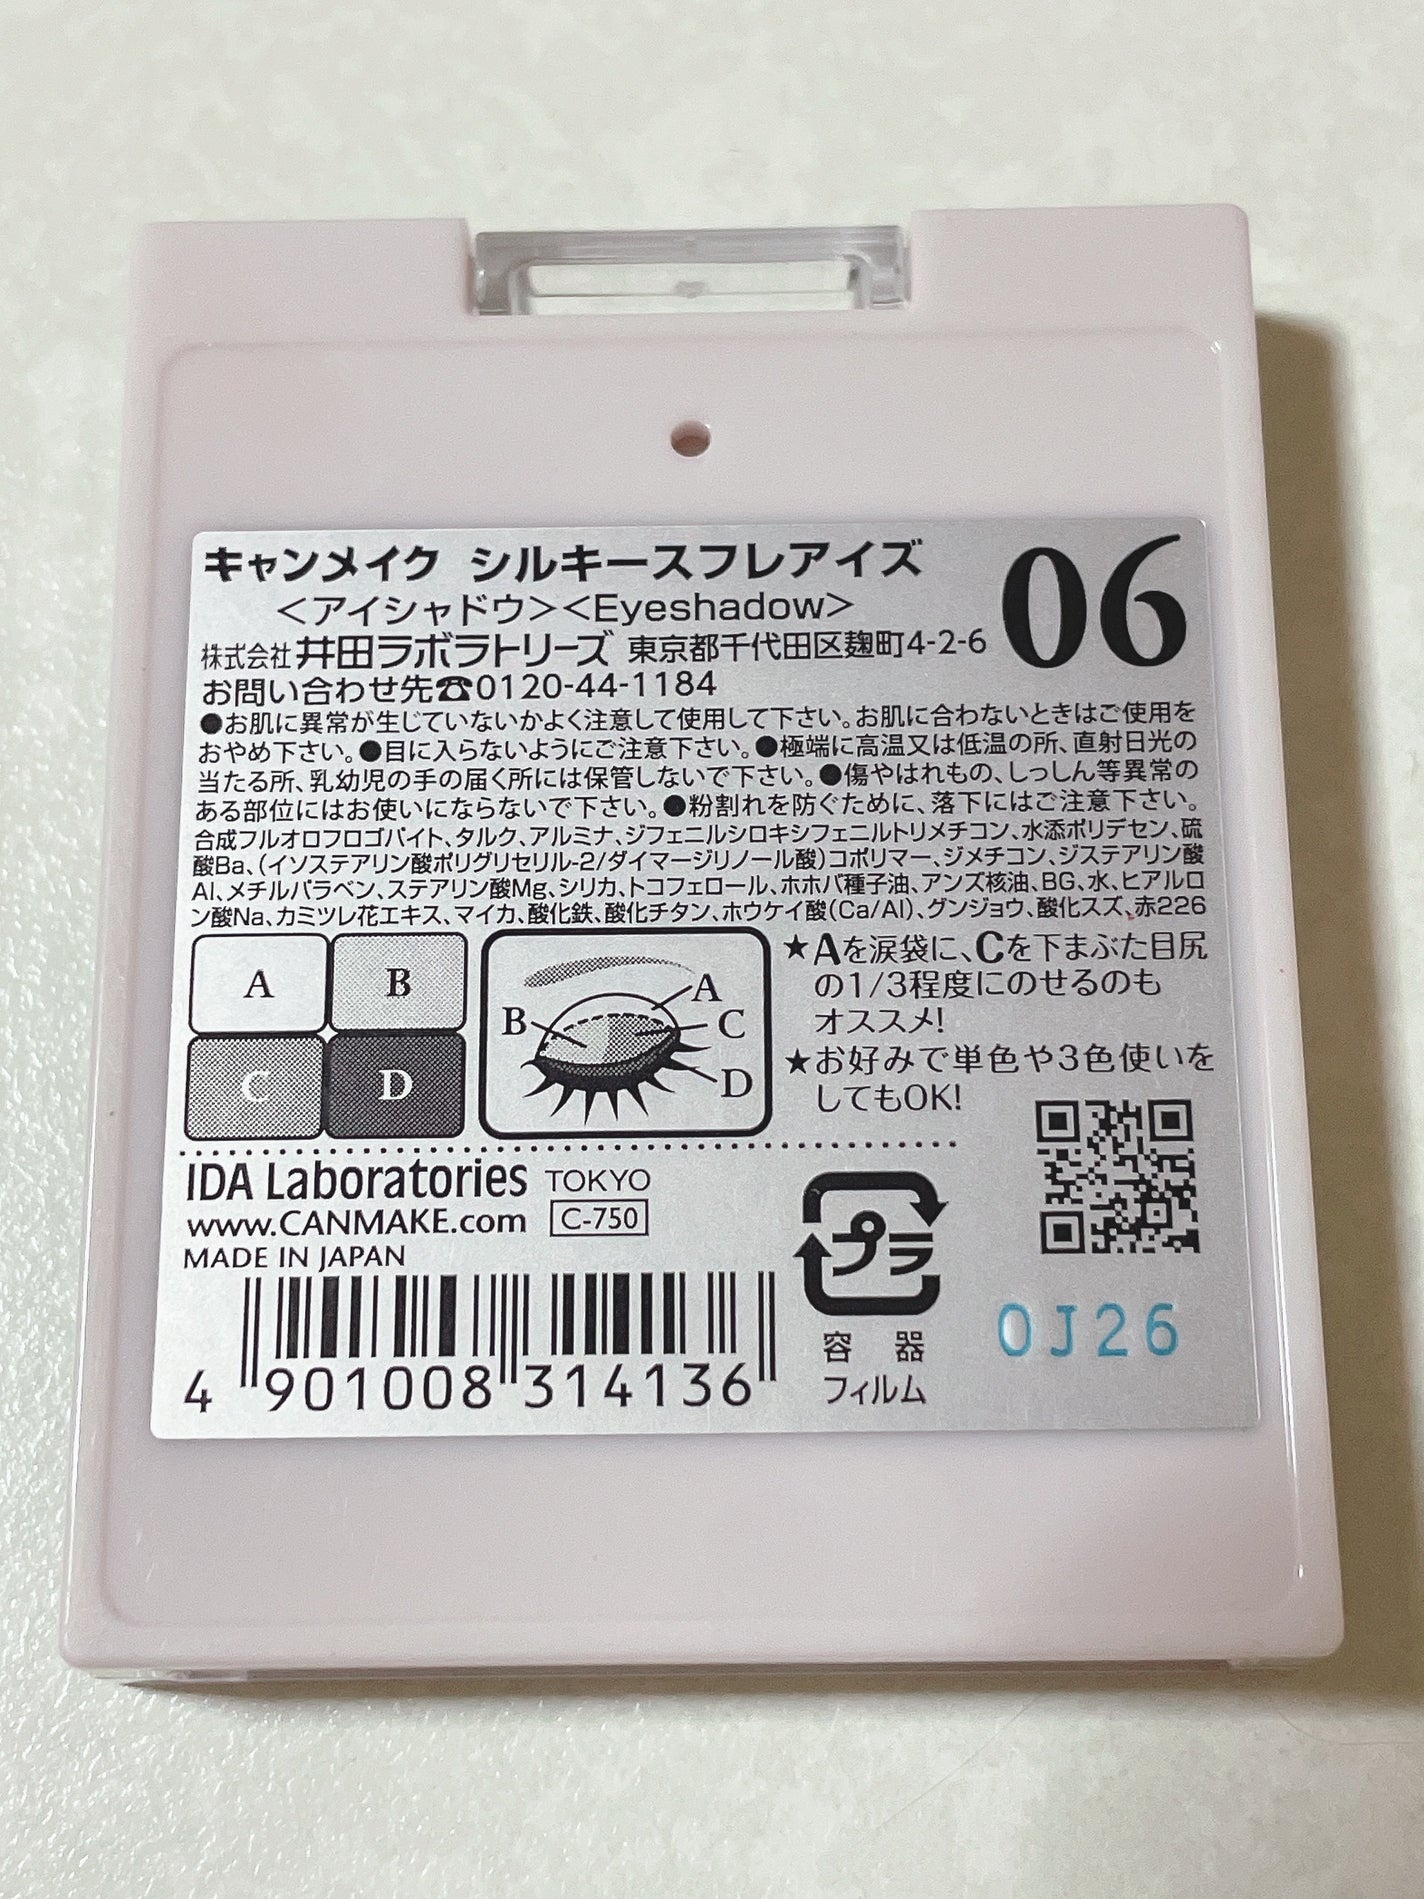 キャンメイク シルキースフレアイズ
06
<アイシャドウ><Eyeshadow>
株式会社 井田ラボラトリーズ 東京都千代田区麹町4-2-6
お問い合わせ先☎0120-44-1184
●お肌に異常が生じていないかよく注意して使用して下さい。お肌に合わないときはご使用を
おやめ下さい。●目に入らないようにご注意下さい。●極端に高温又は低温の所、直射日光の
当たる所、乳幼児の手の届く所には保管しないで下さい。●傷やはれもの、しっしん等異常の
ある部位にはお使いにならないで下さい。●粉割れを防ぐために、落下にはご注意下さい。
合成フルオロフロゴパイト、タルク、アルミナ、ジフェニルシロキシフェニルトリメチコン、水添ポリデセン、硫
酸Ba、(イソステアリン酸ポリグリセリル-2/ダイマージリノール酸)コポリマー、ジメチコン、ジステアリン酸
Al、メチルパラベン、ステアリン酸Mg、シリカ、トコフェロール、ホホバ種子油、アンズ核油、BG、水、ヒアルロ
ン酸Na、カミツレ花エキス、マイカ、酸化鉄、酸化チタン、ホウケイ酸(Ca/Al)、グンジョウ、酸化スズ、赤226
A B
C D
A
B
C
D
★Aを涙袋に、Cを下まぶた目尻
の1/3程度にのせるのも
オススメ!
★お好みで単色や3色使いを
してもOK!
IDA Laboratories TOKYO
www.CANMAKE.com C-750
MADE IN JAPAN
4 901008 314136
プラ
容 器
フィルム
0J26